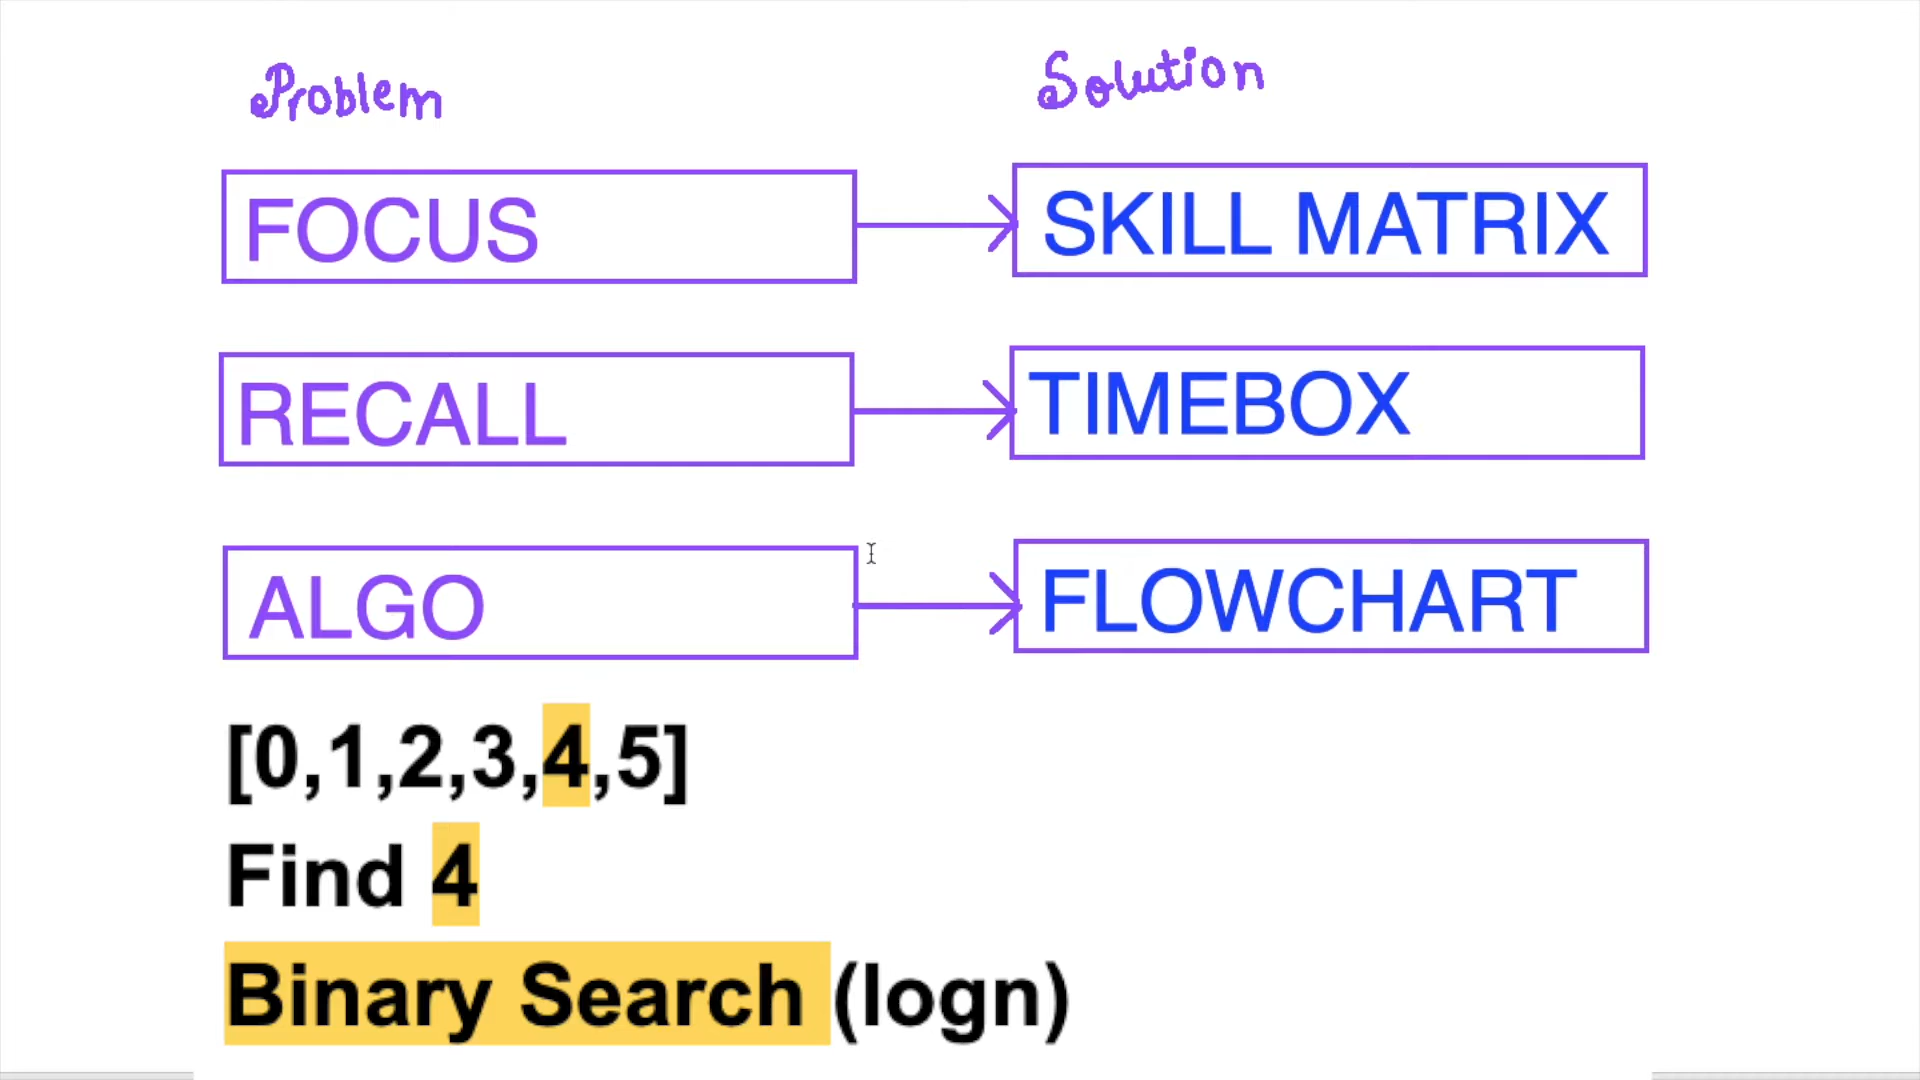 Problem Solution
FOCUS SKILL MATRIX
RECALL TIMEBOX
ALGO FLOWCHART
[0,1,2,3,4,5]
Find 4
Binary Search (logn)